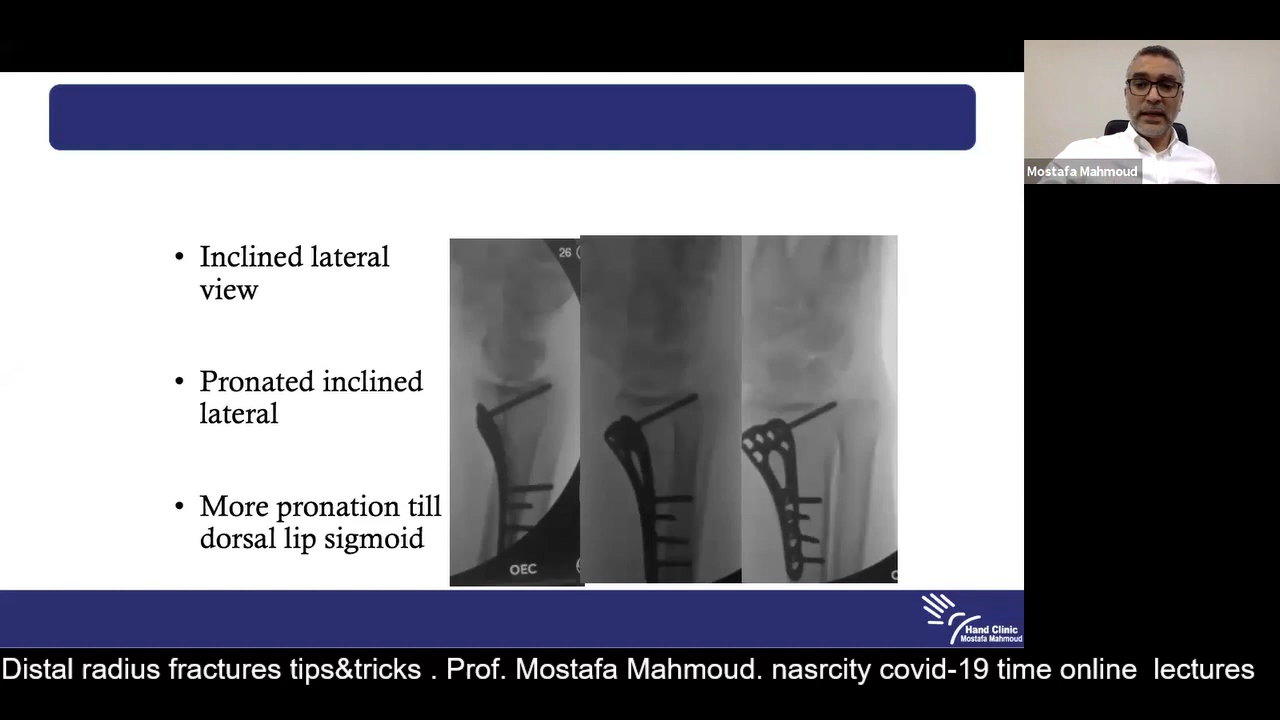 Mostafa Mahmoud
• Inclined lateral
view
• Pronated inclined
lateral
• More pronation till
dorsal lip sigmoid
26
OEC
Hand Clinic
Mostafa Mahmoud
Distal radius fractures tips&tricks . Prof. Mostafa Mahmoud. nasrcity covid-19 time online lectures